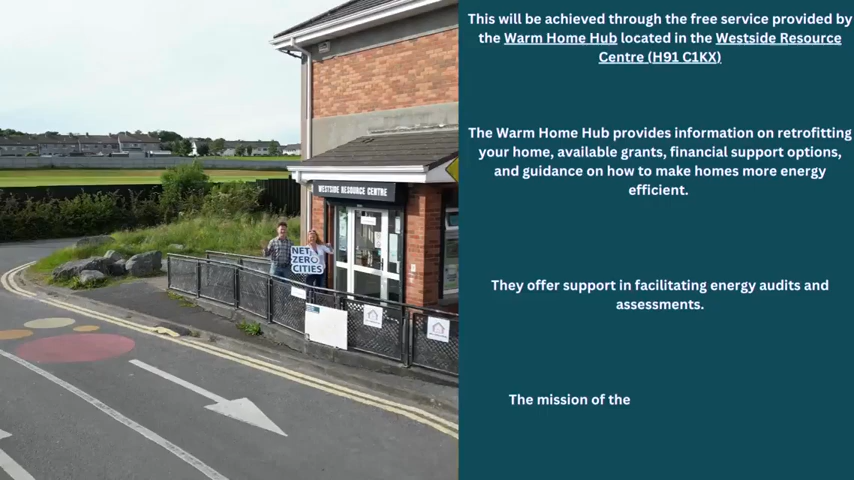 This will be achieved through the free service provided by
the Warm Home Hub located in the Westside Resource
Centre (H91 C1KX)
The Warm Home Hub provides information on retrofitting
your home, available grants, financial support options,
and guidance on how to make homes more energy
efficient.
They offer support in facilitating energy audits and
assessments.
The mission of the
WESTSIDE RESOURCE CENTRE
NET
ZERO
CITIES